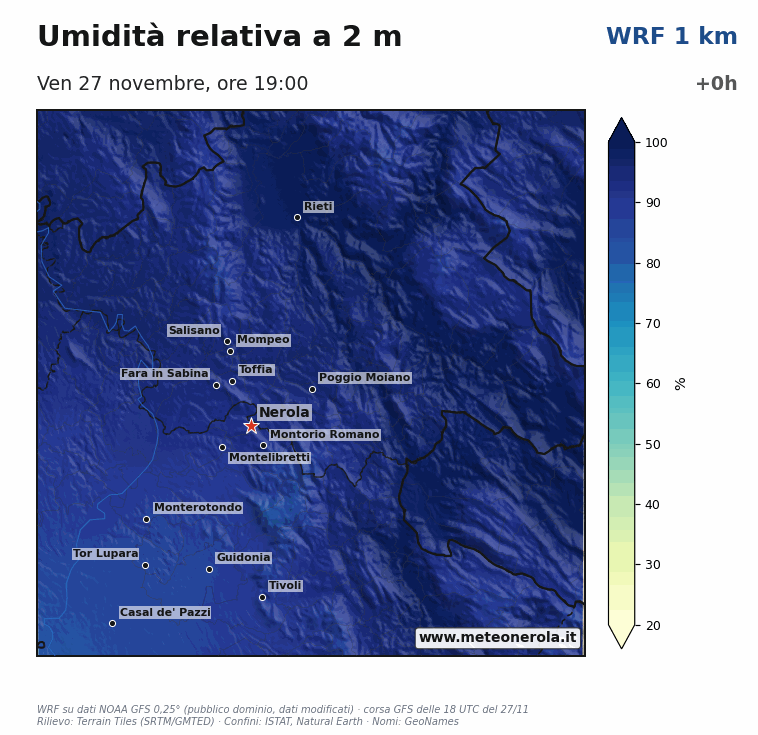 Umidità relativa a 2 m
WRF 1 km
Ven 27 novembre, ore 19:00
+0h
100
90
80
70
60
50
40
30
20
%
Rieti
Salisano
Mompeo
Toffia
Fara in Sabina
Poggio Moiano
Nerola
Montorio Romano
Montelibretti
Monterotondo
Tor Lupara
Guidonia
Tivoli
Casal de' Pazzi
www.meteonerola.it
WRF su dati NOAA GFS 0,25° (pubblico dominio, dati modificati) · corsa GFS delle 18 UTC del 27/11
Rilievo: Terrain Tiles (SRTM/GMTED) · Confini: ISTAT, Natural Earth · Nomi: GeoNames